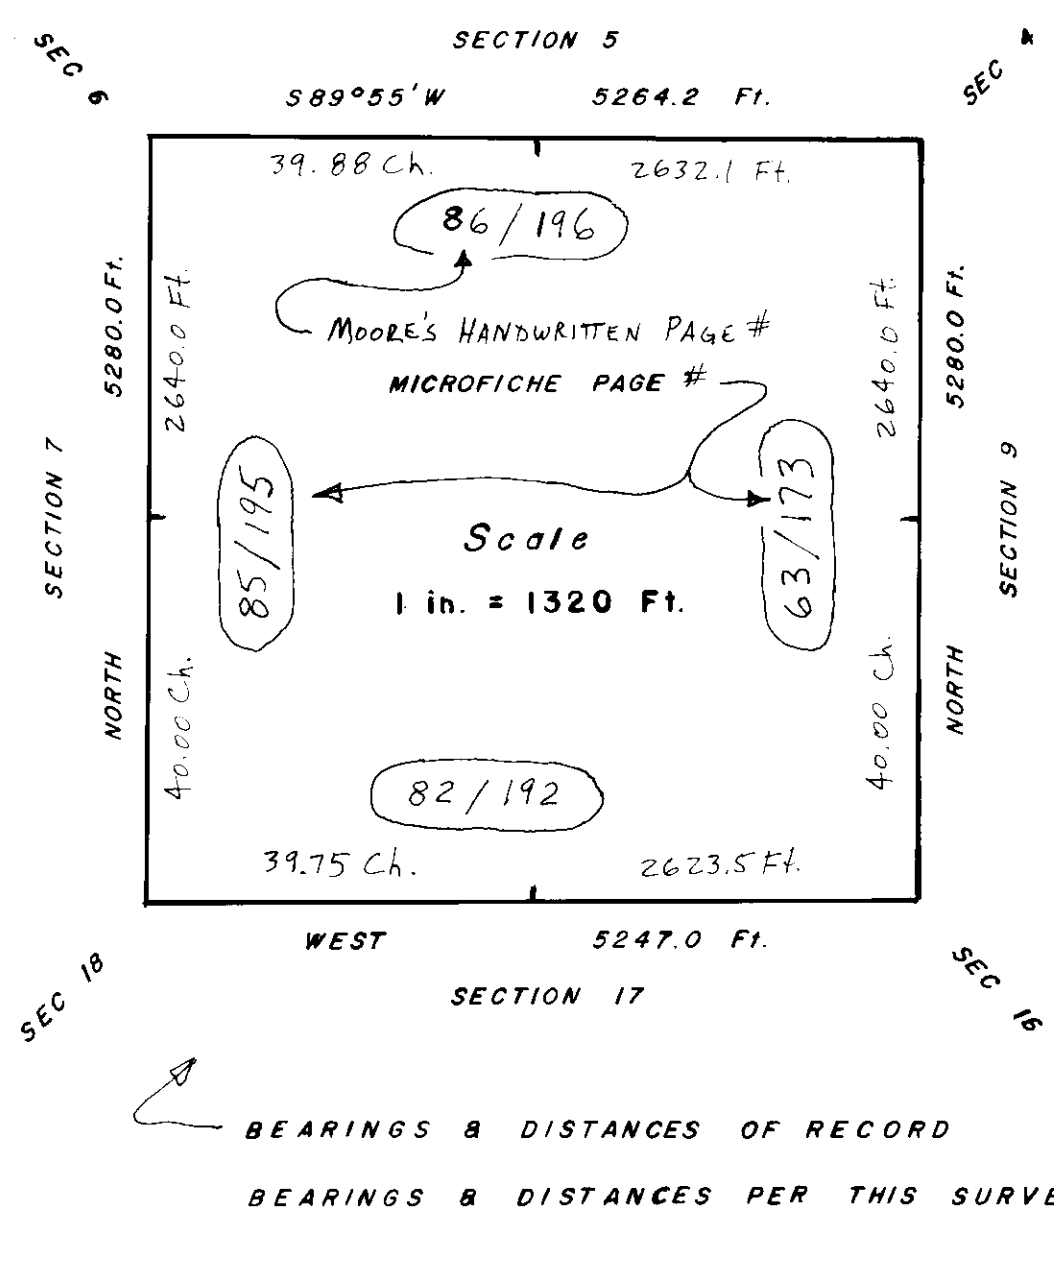 SECTION 5
SEC 6
SEC 4
S89°55'W 5264.2 Ft.
39.88 Ch. 2632.1 Ft.
86/196
5280.0 Ft.
2640.0 Ft.
2640.0 Ft.
5280.0 Ft.
MOORE'S HANDWRITTEN PAGE #
MICROFICHE PAGE #
SECTION 7
85/195
63/173
SECTION 9
Scale
1 in. = 1320 Ft.
NORTH
40.00 Ch.
40.00 Ch.
NORTH
82/192
39.75 Ch. 2623.5 Ft.
WEST 5247.0 Ft.
SEC 18
SECTION 17
SEC 16
BEARINGS & DISTANCES OF RECORD
BEARINGS & DISTANCES PER THIS SURVE